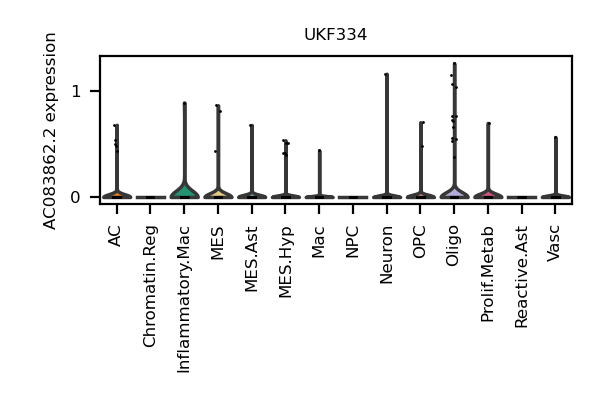 UKF334
AC083862.2 expression
1
0
AC
Chromatin.Reg
Inflammatory.Mac
MES
MES.Ast
MES.Hyp
Mac
NPC
Neuron
OPC
Oligo
Prolif.Metab
Reactive.Ast
Vasc